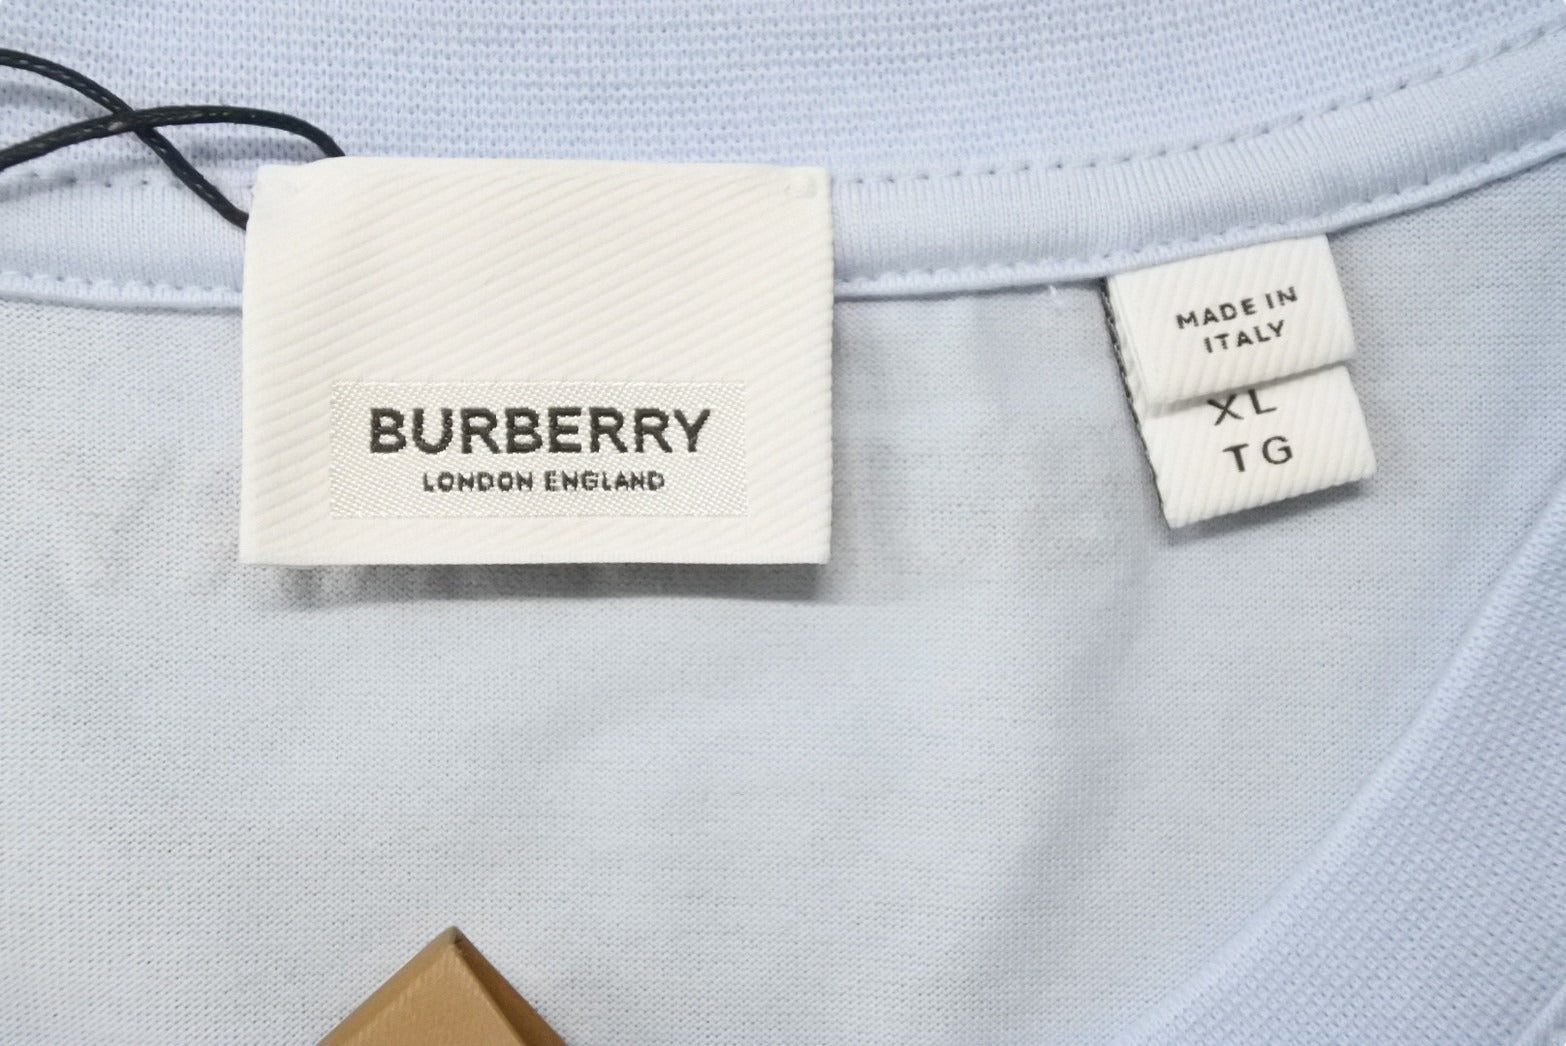 BURBERRY
LONDON ENGLAND
MADE IN
ITALY
XL
TG